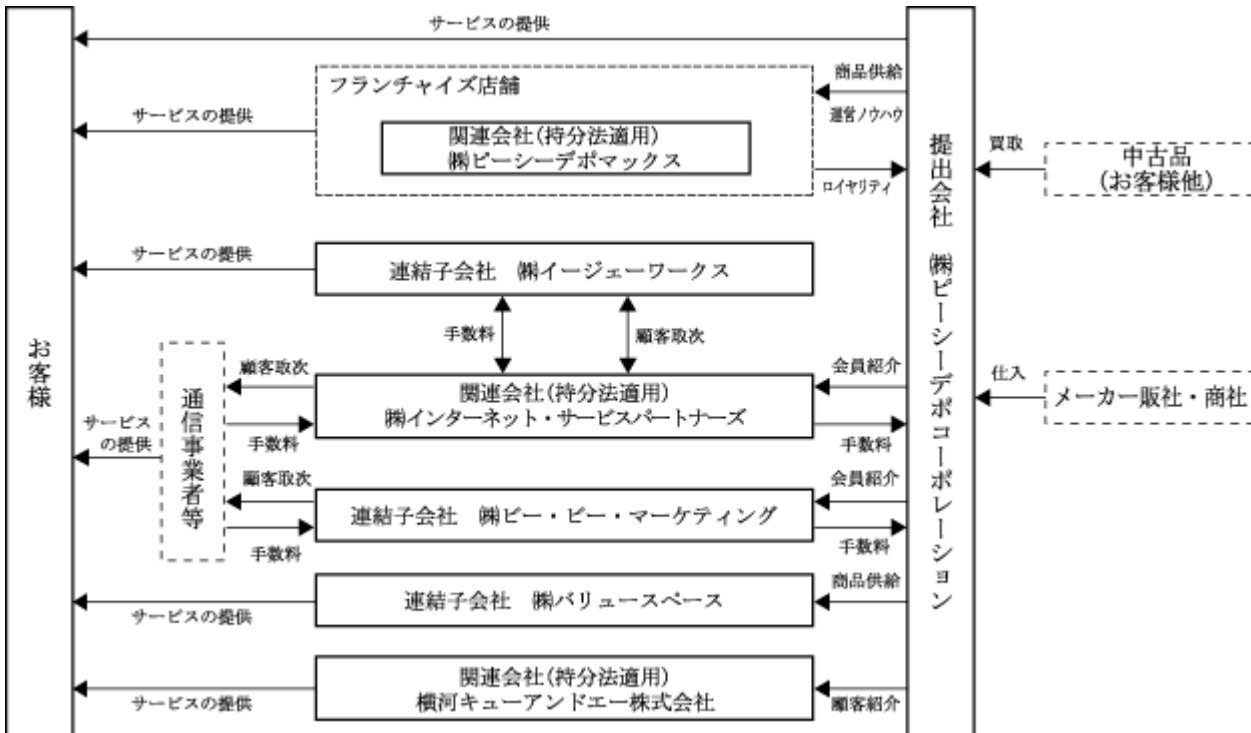 サービスの提供
フランチャイズ店舗
関連会社(持分法適用)
㈱ピーシーデポマックス
サービスの提供
商品供給
運営ノウハウ
ロイヤリティ
買取
中古品
(お客様他)
サービスの提供
連結子会社　㈱イージェーワークス
手数料
顧客取次
お客様
通信事業者等
サービス
の提供
顧客取次
手数料
関連会社(持分法適用)
㈱インターネット・サービスパートナーズ
会員紹介
手数料
提出会社　㈱ピーシーデポコーポレーション
仕入
メーカー販社・商社
顧客取次
手数料
連結子会社　㈱ビー・ビー・マーケティング
会員紹介
手数料
サービスの提供
連結子会社　㈱バリュースペース
商品供給
サービスの提供
関連会社(持分法適用)
横河キューアンドエー株式会社
顧客紹介